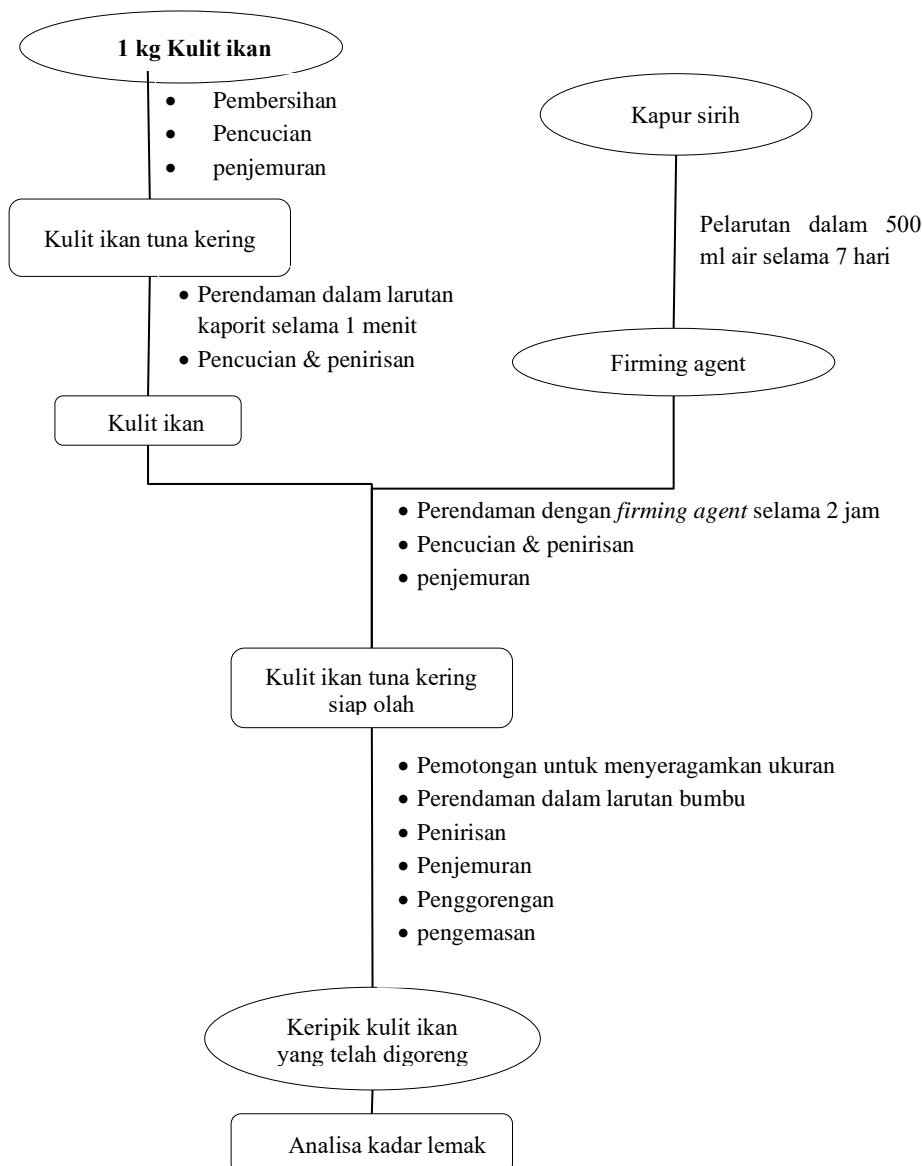 1 kg Kulit ikan
• Pembersihan
• Pencucian
• penjemuran
Kulit ikan tuna kering
• Perendaman dalam larutan
kaporit selama 1 menit
• Pencucian & penirisan
Kulit ikan
Kapur sirih
Pelarutan dalam 500
ml air selama 7 hari
Firming agent
• Perendaman dengan firming agent selama 2 jam
• Pencucian & penirisan
• penjemuran
Kulit ikan tuna kering
siap olah
• Pemotongan untuk menyeragamkan ukuran
• Perendaman dalam larutan bumbu
• Penirisan
• Penjemuran
• Penggorengan
• pengemasan
Keripik kulit ikan
yang telah digoreng
Analisa kadar lemak